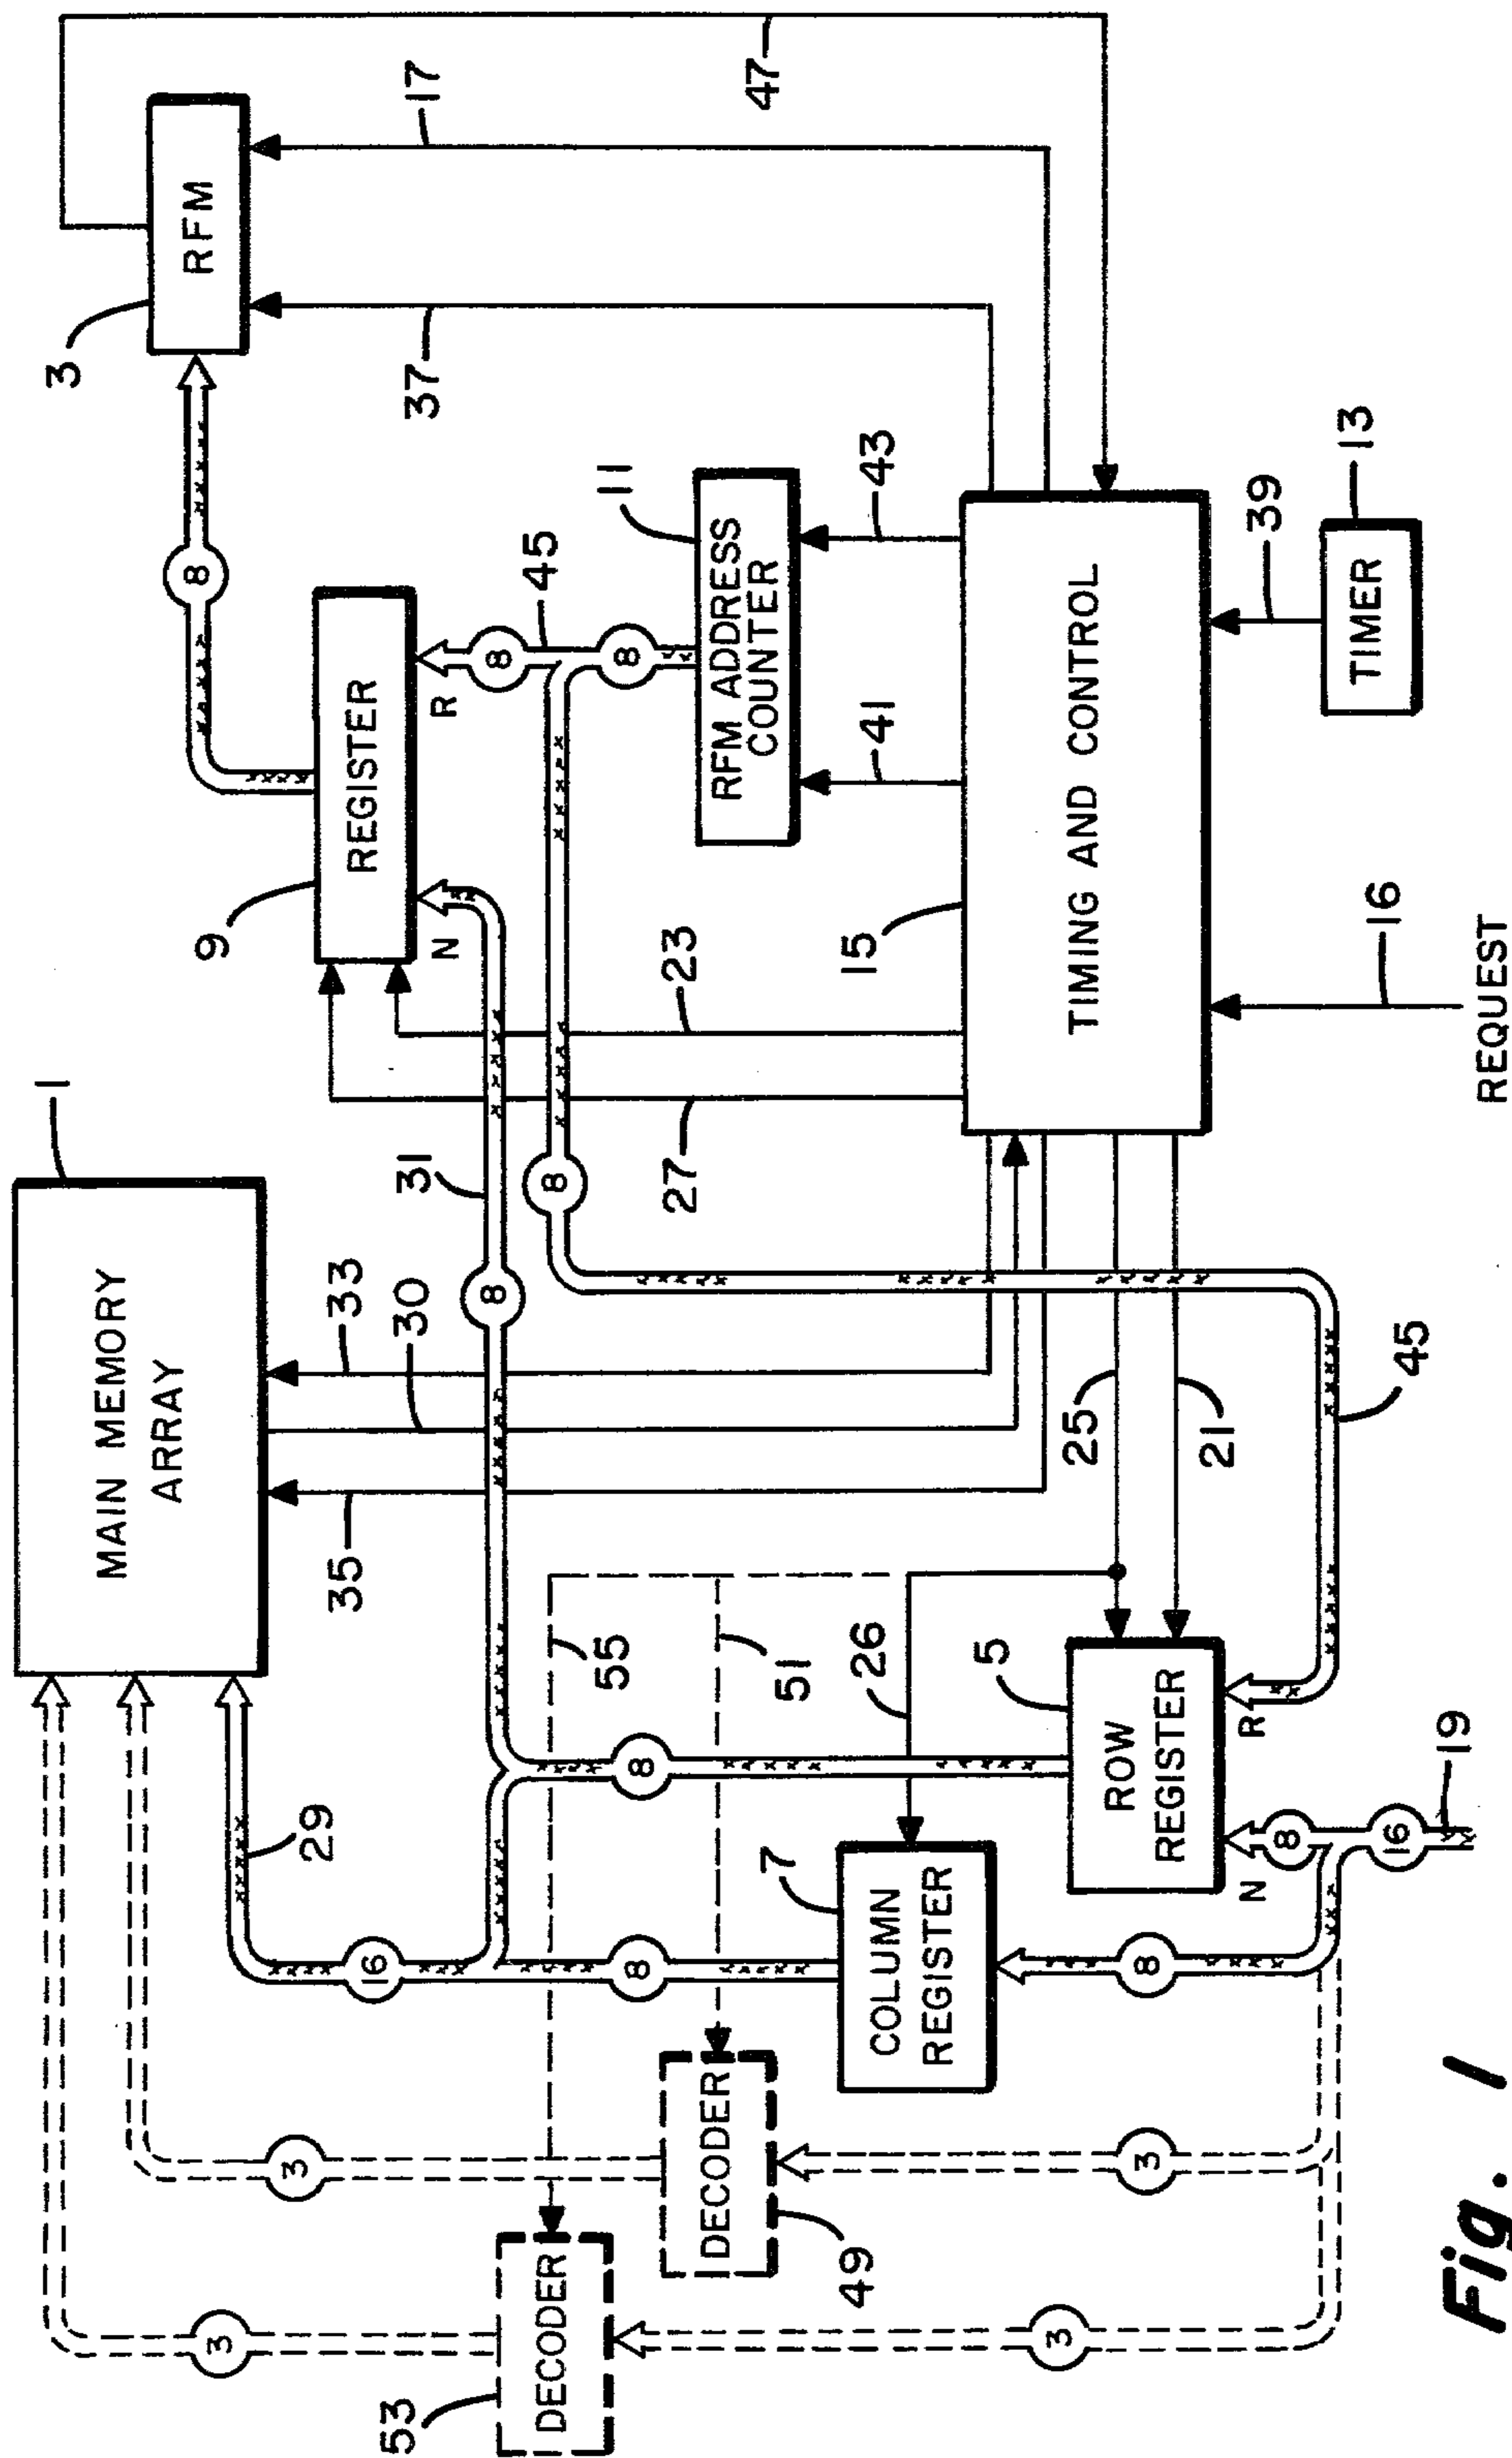 1
MAIN MEMORY
ARRAY
3
RFM
47
17
37
8
9
REGISTER
N
R
8
45
8
11
RFM ADDRESS
COUNTER
41
43
31
8
8
23
27
33
30
35
29
16
8
8
3
3
55
51
53
DECODER
DECODER
49
26
7
COLUMN
REGISTER
5
ROW
REGISTER
25
21
15
TIMING AND CONTROL
39
TIMER
13
16
REQUEST
3
3
8
8
N
R
45
16
19
Fig. 1